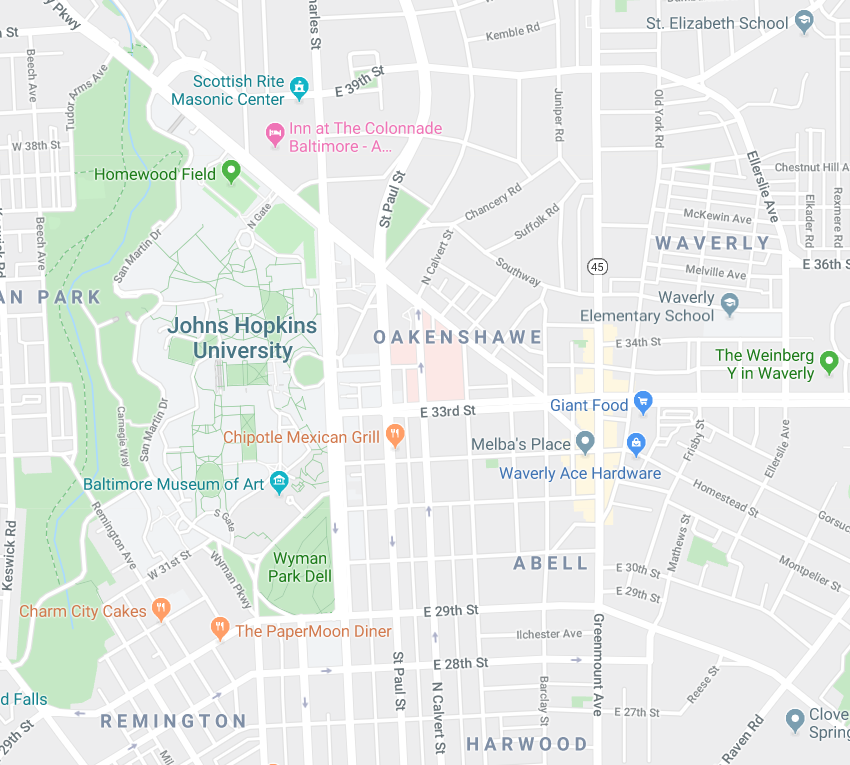 Pkwy
harles St
Kemble Rd
St. Elizabeth School
St
Beech Ave
Tudor Arms Ave
Scottish Rite
Masonic Center
E 39th St
Juniper Rd
Old York Rd
Inn at The Colonnade
Baltimore - A...
W 38th St
Ellerslie Ave
Chestnut Hill A
Homewood Field
St Paul St
Chancery Rd
Elkader Rd
Rexmere Rd
N Gate
Suffolk Rd
McKewin Ave
Beech Ave
San Martin Dr
N Calvert St
WAVERLY
Southway
45
E 36th S
Melville Ave
AN PARK
Waverly
Elementary School
Johns Hopkins
University
OAKENSHAWE
E 34th St
The Weinberg
Y in Waverly
E 33rd St
Giant Food
Carnegie Way
San Martin Dr
Chipotle Mexican Grill
Melba's Place
Frisby St
Ellerslie Ave
Waverly Ace Hardware
Baltimore Museum of Art
Homestead St
Remington Ave
S Gate
Gorsuc
Keswick Rd
Mathews St
W 31st St
Wyman Pkwy
Wyman
Park Dell
ABELL
E 30th St
Montpelier St
E 29th St
Charm City Cakes
E 29th St
The PaperMoon Diner
Ilchester Ave
Greenmount Ave
St Paul St
N Calvert St
E 28th St
Barclay St
Reese St
d Falls
29th St
REMINGTON
E 27th St
Raven Rd
Clove
Spring
HARWOOD